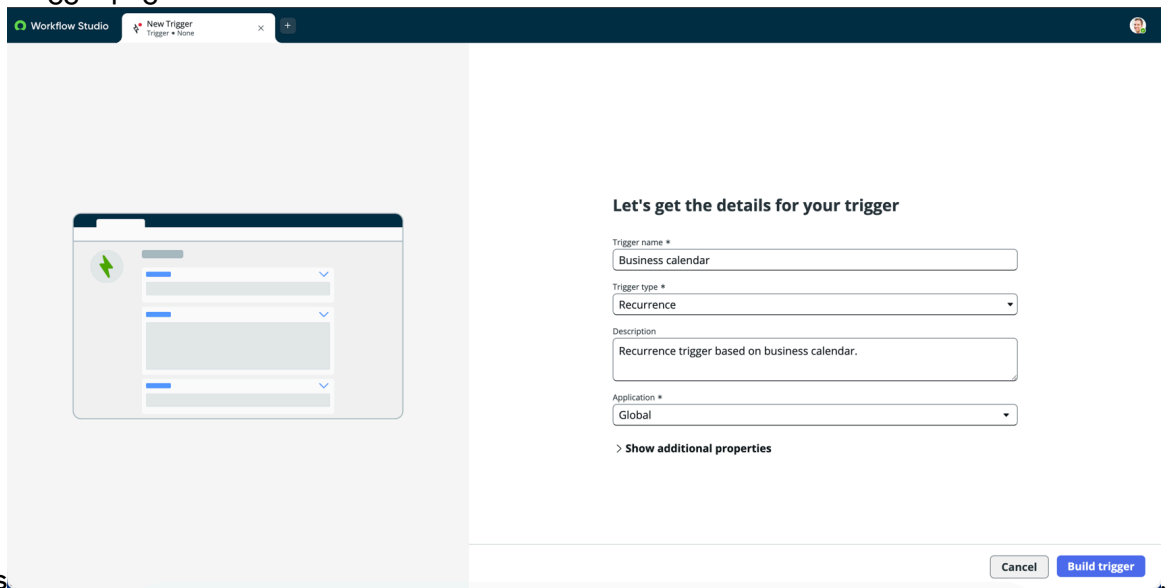 Workflow Studio
New Trigger
Trigger • None
Let's get the details for your trigger
Trigger name *
Business calendar
Trigger type *
Recurrence
Description
Recurrence trigger based on business calendar.
Application *
Global
Show additional properties
Cancel
Build trigger